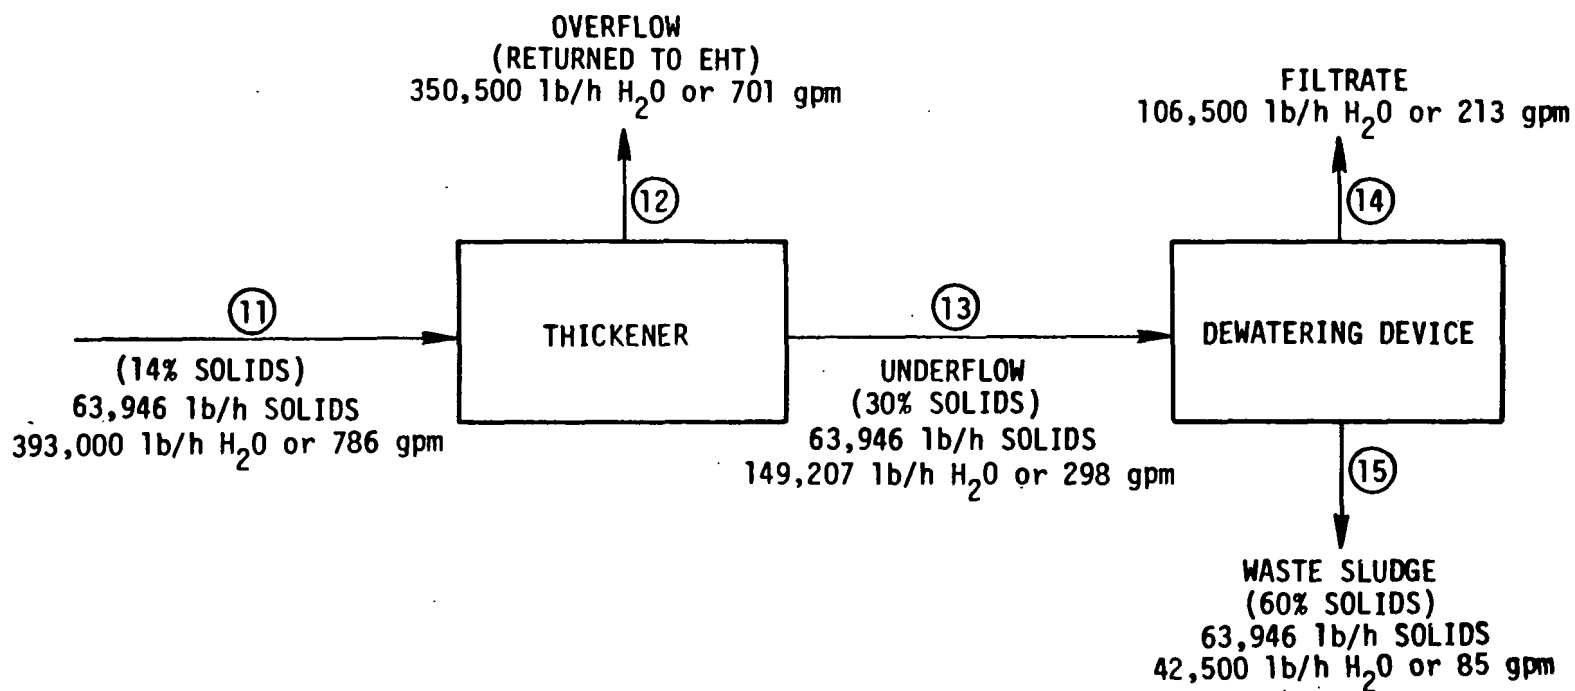 OVERFLOW
(RETURNED TO EHT)
350,500 lb/h H2O or 701 gpm
12
FILTRATE
106,500 lb/h H2O or 213 gpm
14
11
(14% SOLIDS)
63,946 lb/h SOLIDS
393,000 lb/h H2O or 786 gpm
THICKENER
13
UNDERFLOW
(30% SOLIDS)
63,946 lb/h SOLIDS
149,207 lb/h H2O or 298 gpm
DEWATERING DEVICE
15
WASTE SLUDGE
(60% SOLIDS)
63,946 lb/h SOLIDS
42,500 lb/h H2O or 85 gpm